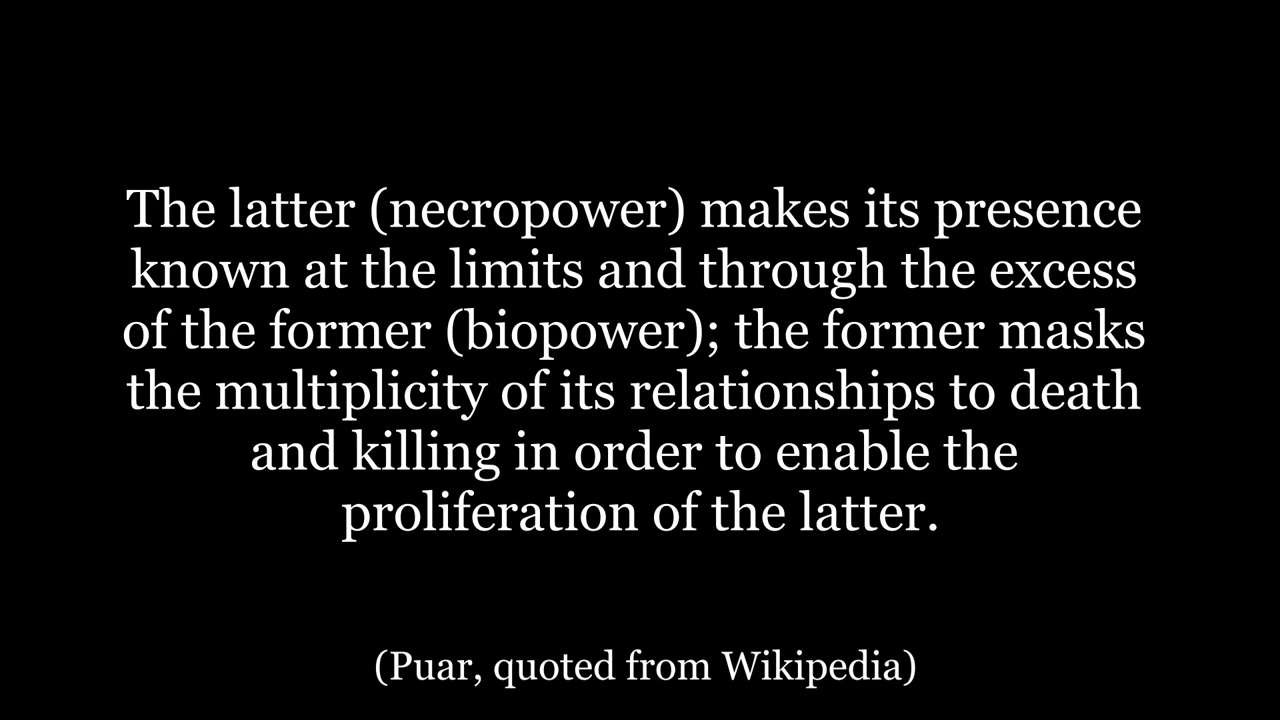 The latter (necropower) makes its presence
known at the limits and through the excess
of the former (biopower); the former masks
the multiplicity of its relationships to death
and killing in order to enable the
proliferation of the latter.
(Puar, quoted from Wikipedia)